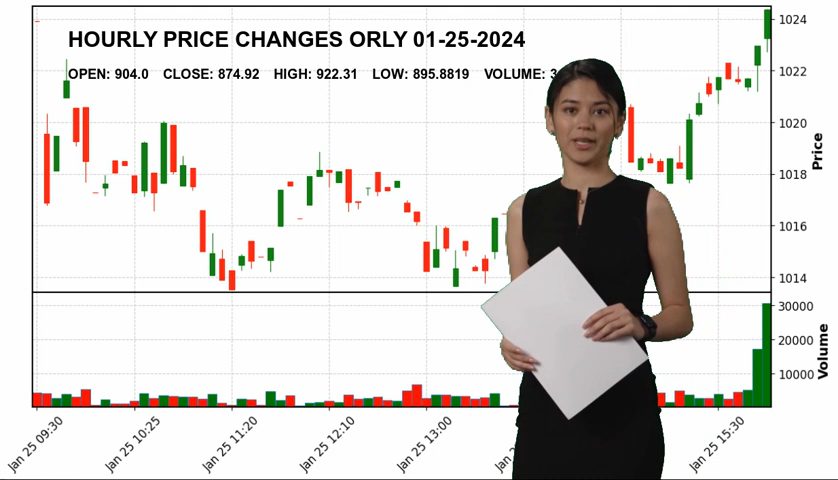 HOURLY PRICE CHANGES ORLY 01-25-2024
OPEN: 904.0 CLOSE: 874.92 HIGH: 922.31 LOW: 895.8819 VOLUME:
1024
1022
1020
1018
1016
1014
Price
30000
20000
10000
Volume
Jan 25 09:30
Jan 25 10:25
Jan 25 11:20
Jan 25 12:10
Jan 25 13:00
Jan 25 15:30